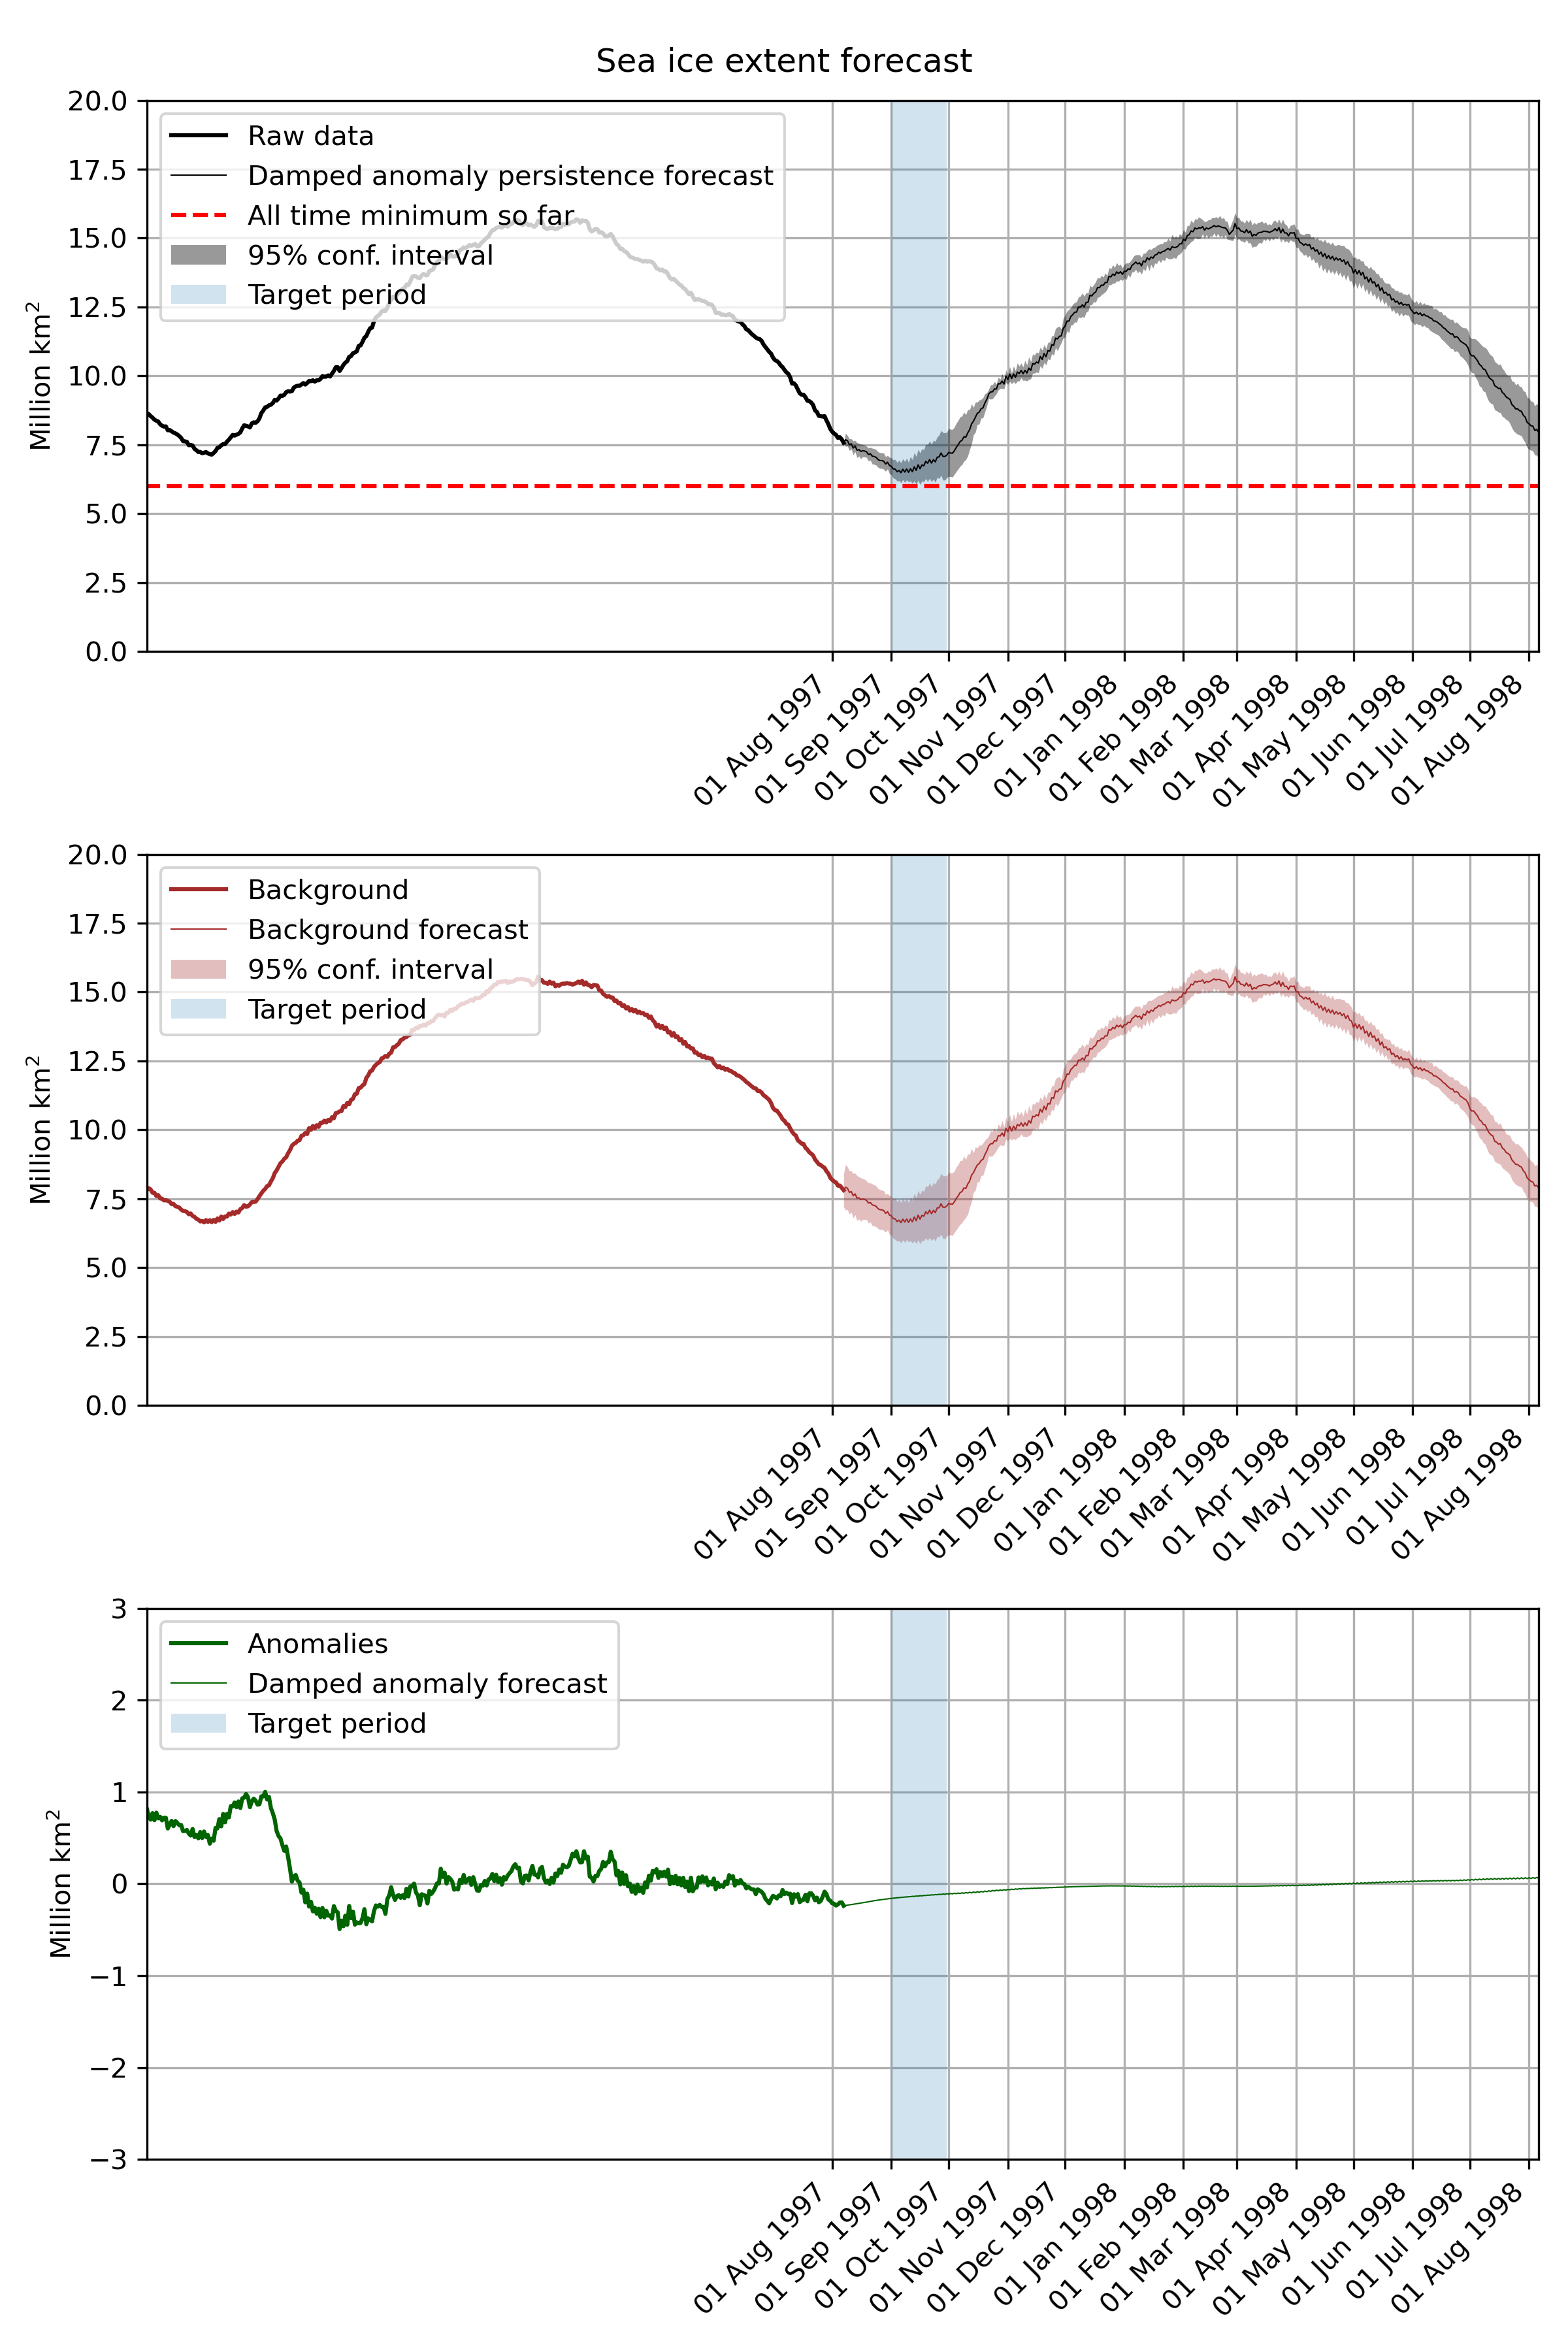 Sea ice extent forecast
20.0
17.5
15.0
12.5
10.0
7.5
5.0
2.5
0.0
Million km²
Raw data
Damped anomaly persistence forecast
All time minimum so far
95% conf. interval
Target period
01 Aug 1997
01 Sep 1997
01 Oct 1997
01 Nov 1997
01 Dec 1997
01 Jan 1998
01 Feb 1998
01 Mar 1998
01 Apr 1998
01 May 1998
01 Jun 1998
01 Jul 1998
01 Aug 1998
20.0
17.5
15.0
12.5
10.0
7.5
5.0
2.5
0.0
Million km²
Background
Background forecast
95% conf. interval
Target period
01 Aug 1997
01 Sep 1997
01 Oct 1997
01 Nov 1997
01 Dec 1997
01 Jan 1998
01 Feb 1998
01 Mar 1998
01 Apr 1998
01 May 1998
01 Jun 1998
01 Jul 1998
01 Aug 1998
3
2
1
0
−1
−2
−3
Million km²
Anomalies
Damped anomaly forecast
Target period
01 Aug 1997
01 Sep 1997
01 Oct 1997
01 Nov 1997
01 Dec 1997
01 Jan 1998
01 Feb 1998
01 Mar 1998
01 Apr 1998
01 May 1998
01 Jun 1998
01 Jul 1998
01 Aug 1998